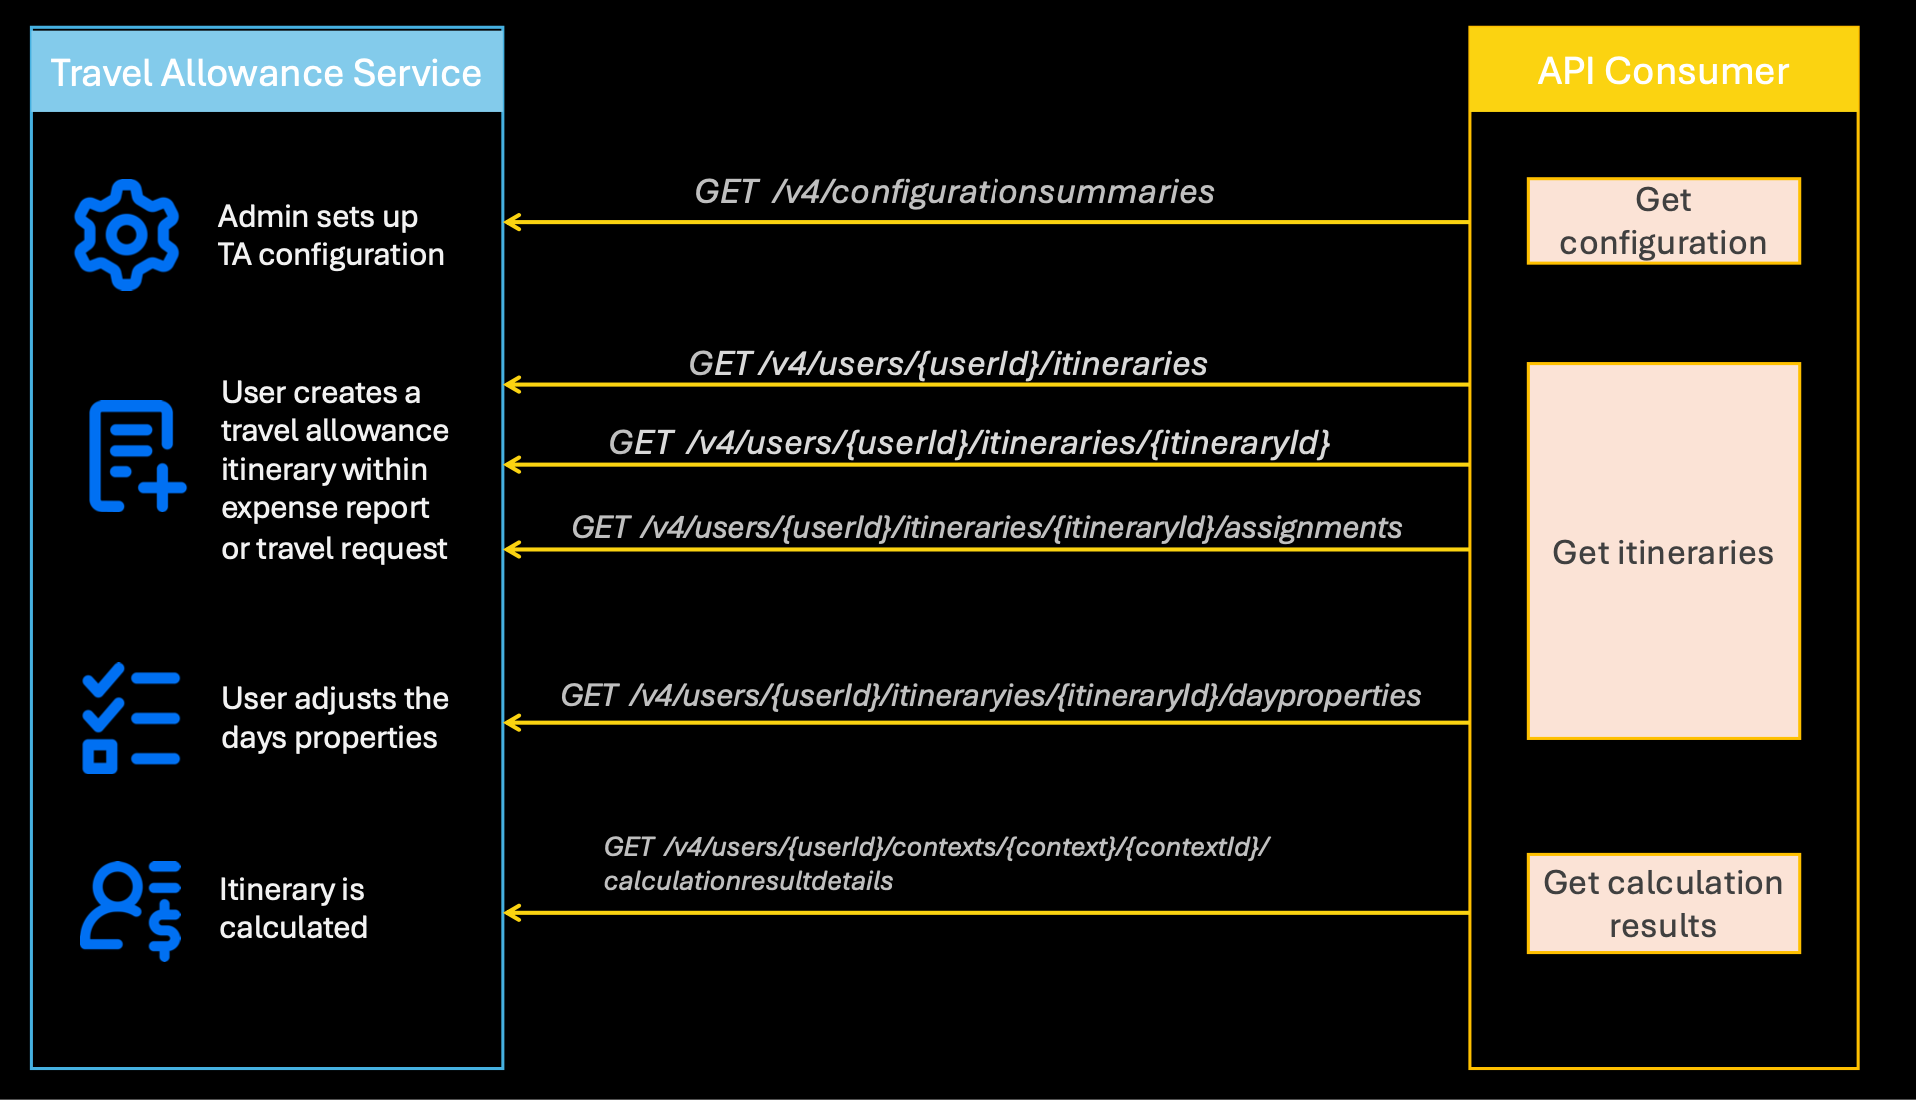 Travel Allowance Service
API Consumer
Admin sets up
TA configuration
GET /v4/configurationsummaries
Get
configuration
User creates a
travel allowance
itinerary within
expense report
or travel request
GET /v4/users/{userId}/itineraries
GET /v4/users/{userId}/itineraries/{itineraryId}
GET /v4/users/{userId}/itineraries/{itineraryId}/assignments
Get itineraries
User adjusts the
days properties
GET /v4/users/{userId}/itineraryies/{itineraryId}/dayproperties
Itinerary is
calculated
GET /v4/users/{userId}/contexts/{context}/{contextId}/
calculationresultdetails
Get calculation
results